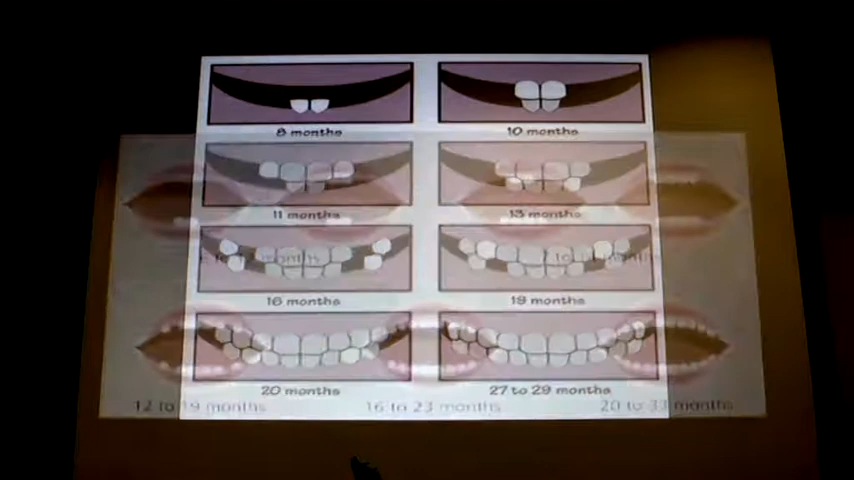 8 months
10 months
11 months
13 months
16 months
19 months
20 months
27 to 29 months
12 to 19 months
16 to 23 months
20 to 33 months